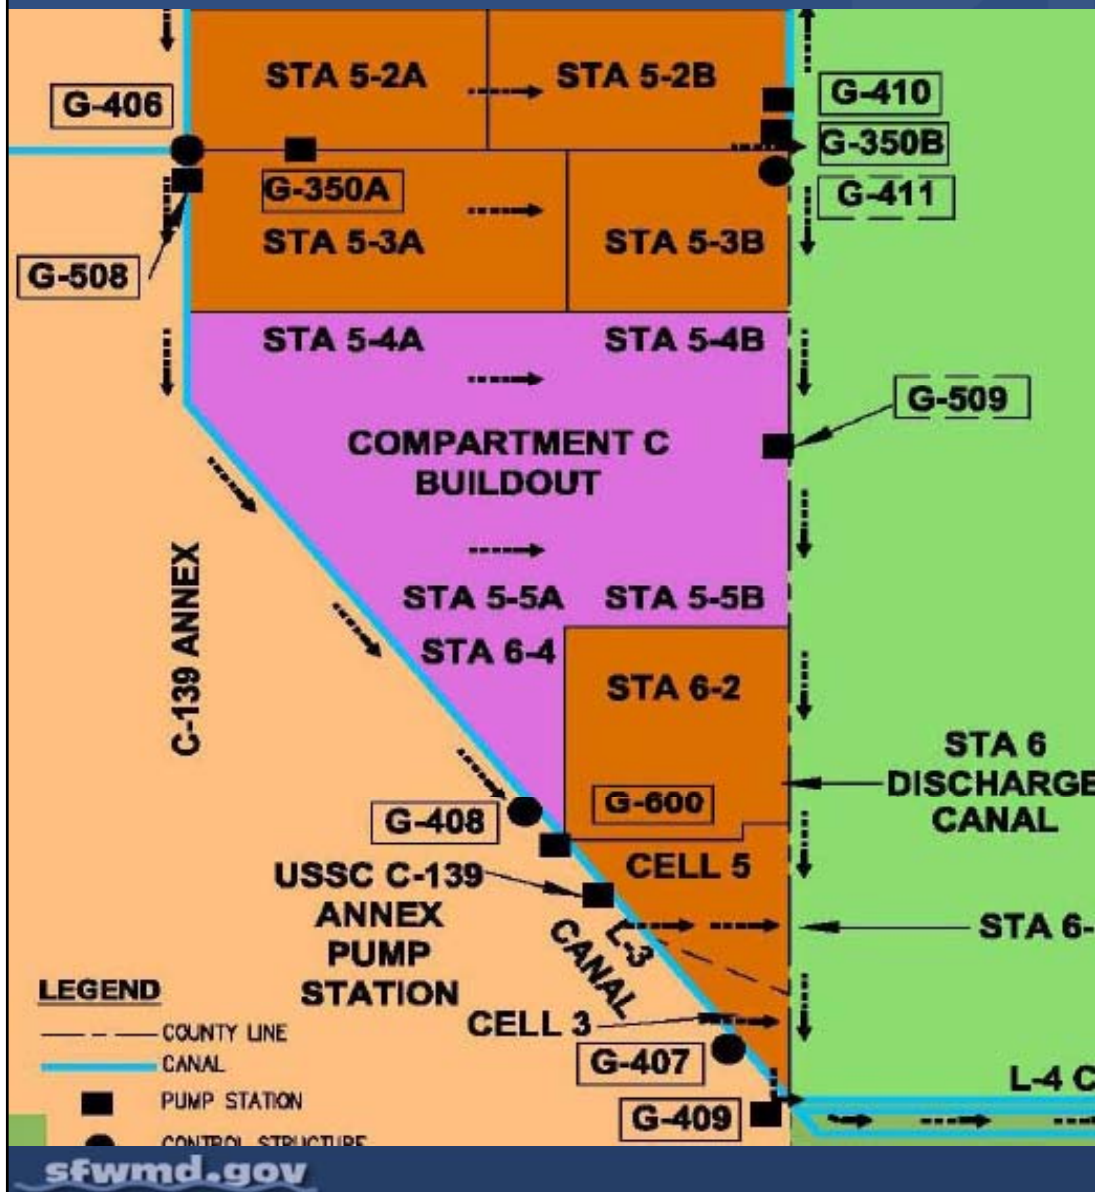 STA 5-2A
STA 5-2B
G-406
G-410
G-350B
G-350A
G-411
STA 5-3A
STA 5-3B
G-508
STA 5-4A
STA 5-4B
G-509
COMPARTMENT C
BUILDOUT
C-139 ANNEX
STA 5-5A
STA 5-5B
STA 6-4
STA 6-2
STA 6
DISCHARGE
CANAL
G-600
G-408
CELL 5
USSC C-139
ANNEX
PUMP
STATION
L-3
CANAL
STA 6-
LEGEND
COUNTY LINE
CANAL
PUMP STATION
CONTROL STRUCTURE
CELL 3
G-407
L-4 C
G-409
sfwmd.gov